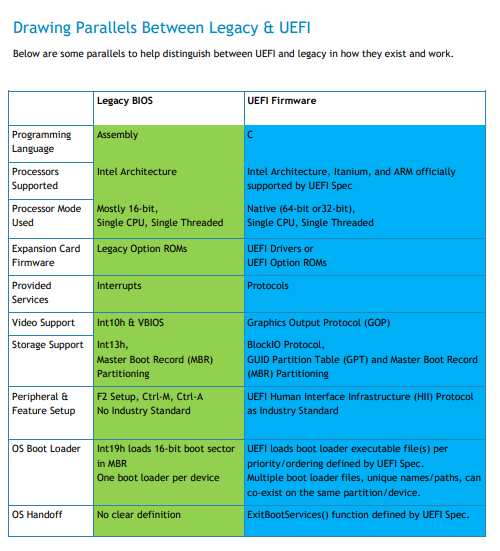 Drawing Parallels Between Legacy & UEFI
Below are some parallels to help distinguish between UEFI and legacy in how they exist and work.
Legacy BIOS
UEFI Firmware
Programming
Language
Assembly
C
Processors
Supported
Intel Architecture
Intel Architecture, Itanium, and ARM officially
supported by UEFI Spec
Processor Mode
Used
Mostly 16-bit,
Single CPU, Single Threaded
Native (64-bit or32-bit),
Single CPU, Single Threaded
Expansion Card
Firmware
Legacy Option ROMs
UEFI Drivers or
UEFI Option ROMs
Provided
Services
Interrupts
Protocols
Video Support
Int10h & VBIOS
Graphics Output Protocol (GOP)
Storage Support
Int13h,
Master Boot Record (MBR)
Partitioning
BlockIO Protocol,
GUID Partition Table (GPT) and Master Boot Record
(MBR) Partitioning
Peripheral &
Feature Setup
F2 Setup, Ctrl-M, Ctrl-A
No Industry Standard
UEFI Human Interface Infrastructure (HII) Protocol
as Industry Standard
OS Boot Loader
Int19h loads 16-bit boot sector
in MBR
One boot loader per device
UEFI loads boot loader executable file(s) per
priority/ordering defined by UEFI Spec.
Multiple boot loader files, unique names/paths, can
co-exist on the same partition/device.
OS Handoff
No clear definition
ExitBootServices() function defined by UEFI Spec.